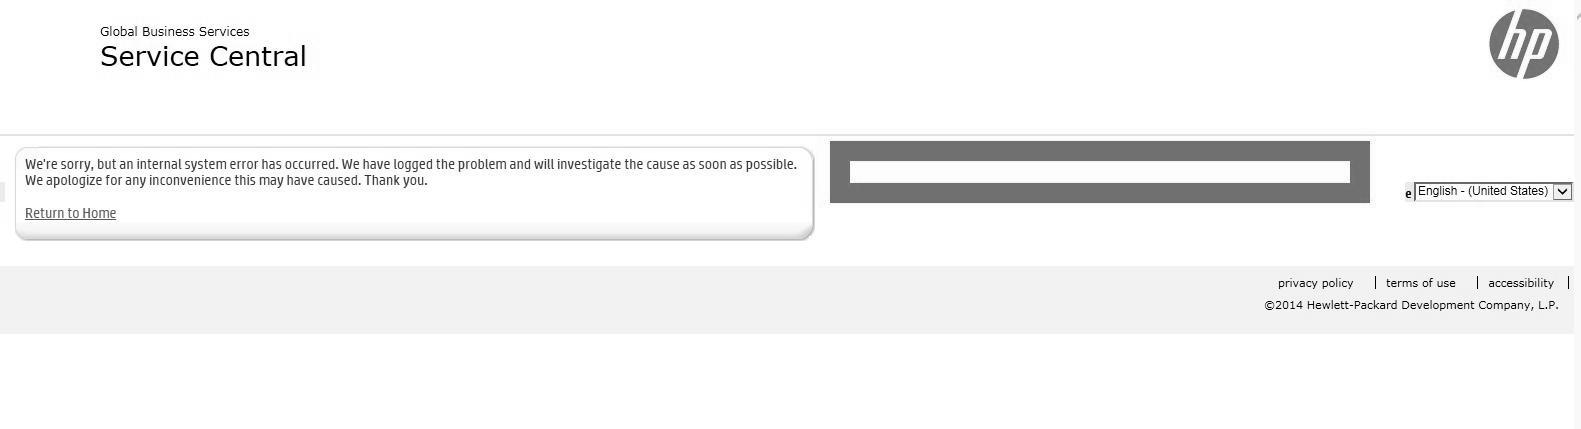 Global Business Services
Service Central
hp
We're sorry, but an internal system error has occurred. We have logged the problem and will investigate the cause as soon as possible.
We apologize for any inconvenience this may have caused. Thank you.
Return to Home
e English - (United States)
privacy policy | terms of use | accessibility |
©2014 Hewlett-Packard Development Company, L.P.